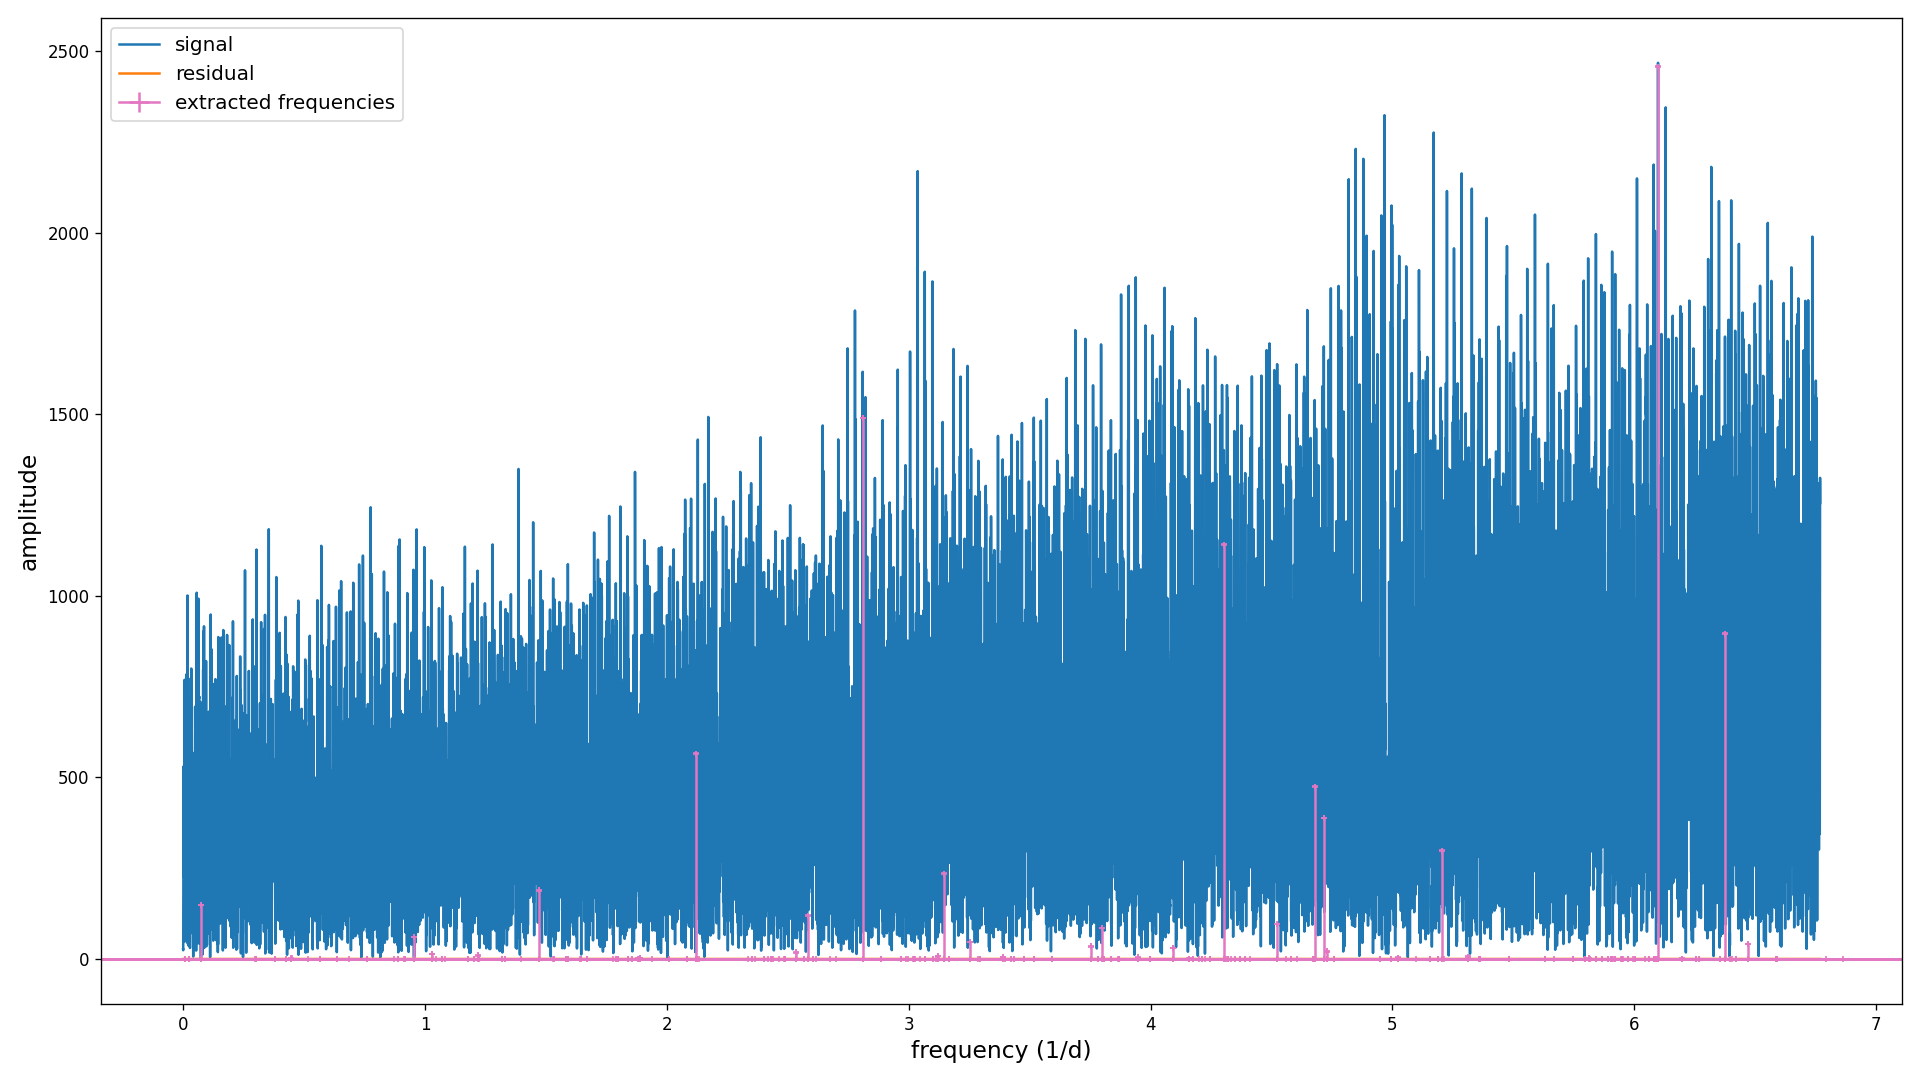 signal
residual
extracted frequencies
amplitude
2500
2000
1500
1000
500
0
0 1 2 3 4 5 6 7
frequency (1/d)